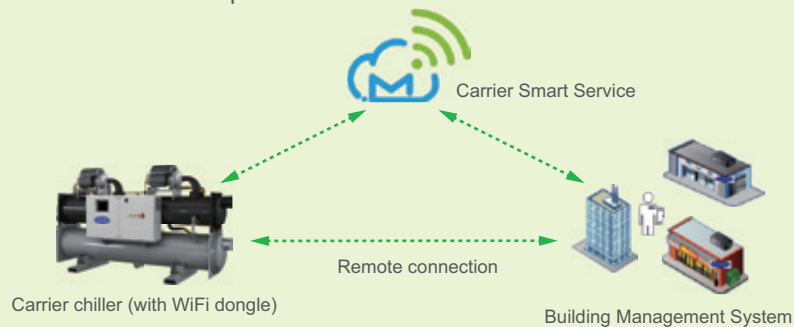 Carrier Smart Service
Remote connection
Carrier chiller (with WiFi dongle)
Building Management System